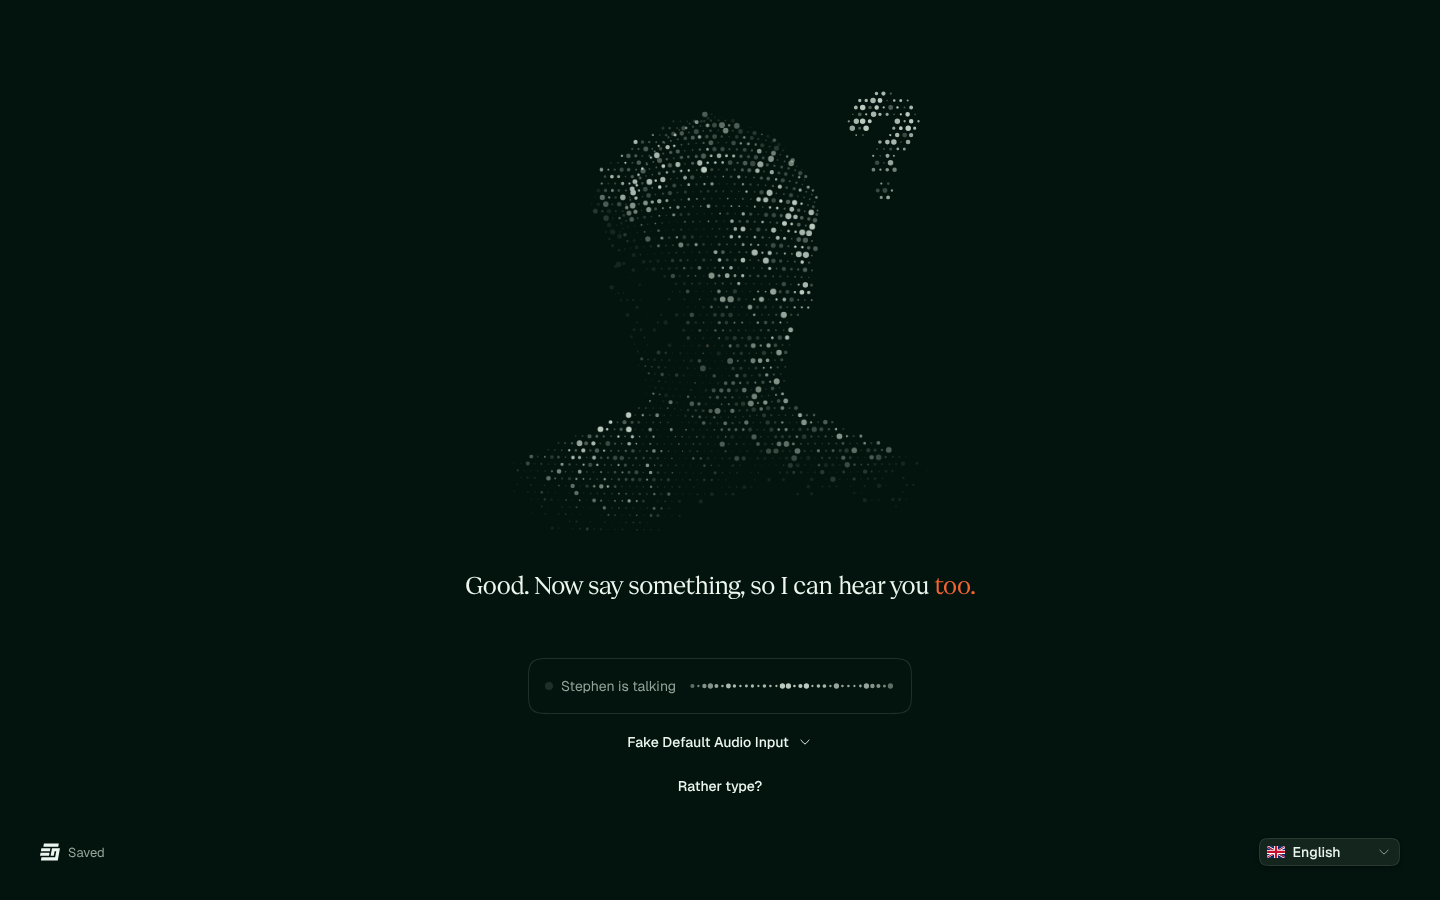 Good. Now say something, so I can hear you too.
Stephen is talking
Fake Default Audio Input
Rather type?
Saved
English